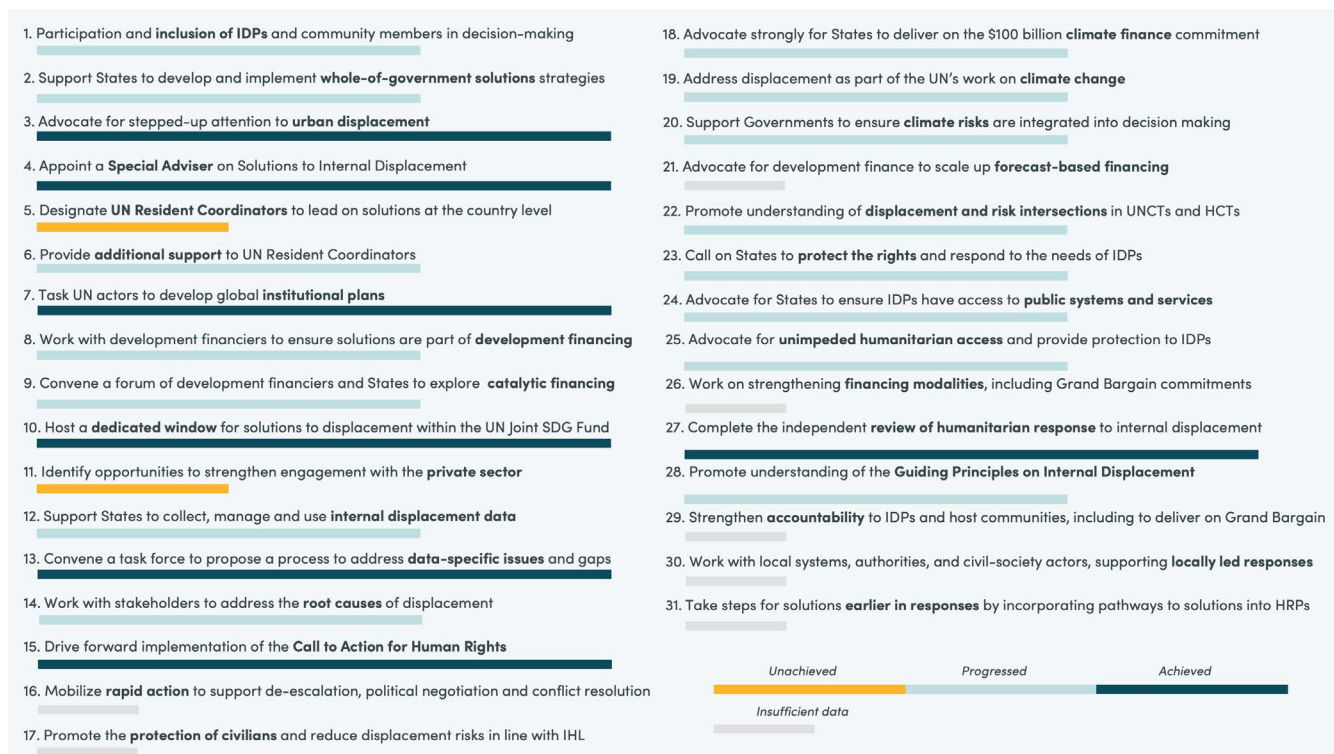 1. Participation and inclusion of IDPs and community members in decision-making
2. Support States to develop and implement whole-of-government solutions strategies
3. Advocate for stepped-up attention to urban displacement
4. Appoint a Special Adviser on Solutions to Internal Displacement
5. Designate UN Resident Coordinators to lead on solutions at the country level
6. Provide additional support to UN Resident Coordinators
7. Task UN actors to develop global institutional plans
8. Work with development financiers to ensure solutions are part of development financing
9. Convene a forum of development financiers and States to explore catalytic financing
10. Host a dedicated window for solutions to displacement within the UN Joint SDG Fund
11. Identify opportunities to strengthen engagement with the private sector
12. Support States to collect, manage and use internal displacement data
13. Convene a task force to propose a process to address data-specific issues and gaps
14. Work with stakeholders to address the root causes of displacement
15. Drive forward implementation of the Call to Action for Human Rights
16. Mobilize rapid action to support de-escalation, political negotiation and conflict resolution
17. Promote the protection of civilians and reduce displacement risks in line with IHL
18. Advocate strongly for States to deliver on the $100 billion climate finance commitment
19. Address displacement as part of the UN's work on climate change
20. Support Governments to ensure climate risks are integrated into decision making
21. Advocate for development finance to scale up forecast-based financing
22. Promote understanding of displacement and risk intersections in UNCTs and HCTs
23. Call on States to protect the rights and respond to the needs of IDPs
24. Advocate for States to ensure IDPs have access to public systems and services
25. Advocate for unimpeded humanitarian access and provide protection to IDPs
26. Work on strengthening financing modalities, including Grand Bargain commitments
27. Complete the independent review of humanitarian response to internal displacement
28. Promote understanding of the Guiding Principles on Internal Displacement
29. Strengthen accountability to IDPs and host communities, including to deliver on Grand Bargain
30. Work with local systems, authorities, and civil-society actors, supporting locally led responses
31. Take steps for solutions earlier in responses by incorporating pathways to solutions into HRPs
Unachieved Progressed Achieved
Insufficient data